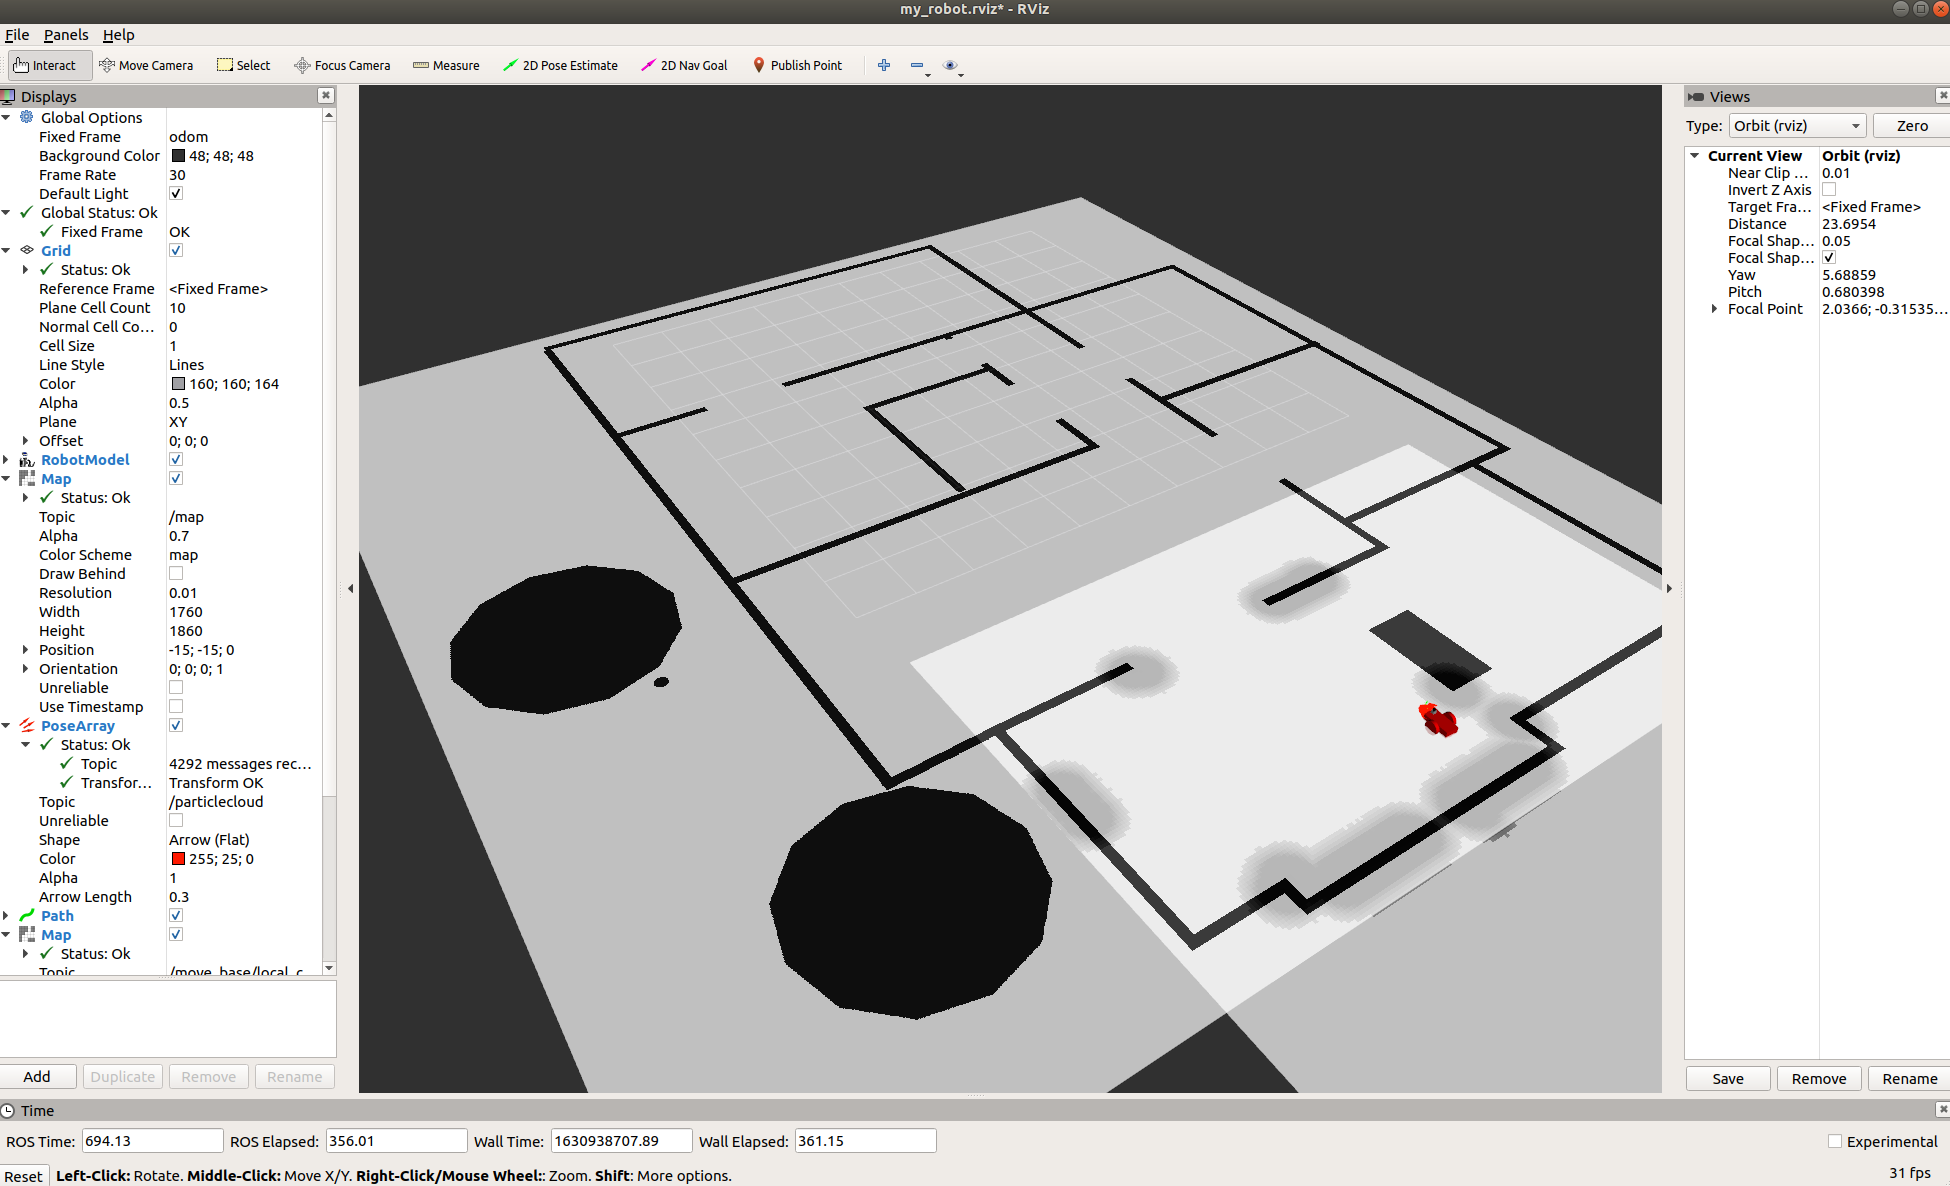 my_robot.rviz* - RViz
File Panels Help
Interact Move Camera Select Focus Camera Measure 2D Pose Estimate 2D Nav Goal Publish Point
Displays
Global Options
Fixed Frame odom
Background Color 48; 48; 48
Frame Rate 30
Default Light
Global Status: Ok
Fixed Frame OK
Grid
Status: Ok
Reference Frame <Fixed Frame>
Plane Cell Count 10
Normal Cell Co... 0
Cell Size 1
Line Style Lines
Color 160; 160; 164
Alpha 0.5
Plane XY
Offset 0; 0; 0
RobotModel
Map
Status: Ok
Topic /map
Alpha 0.7
Color Scheme map
Draw Behind
Resolution 0.01
Width 1760
Height 1860
Position -15; -15; 0
Orientation 0; 0; 0; 1
Unreliable
Use Timestamp
PoseArray
Status: Ok
Topic 4292 messages rec...
Transfor... Transform OK
Topic /particlecloud
Unreliable
Shape Arrow (Flat)
Color 255; 25; 0
Alpha 1
Arrow Length 0.3
Path
Map
Status: Ok
Topic /move_base/local_c
Add Duplicate Remove Rename
Views
Type: Orbit (rviz) Zero
Current View Orbit (rviz)
Near Clip ... 0.01
Invert Z Axis
Target Fra... <Fixed Frame>
Distance 23.6954
Focal Shap... 0.05
Focal Shap...
Yaw 5.68859
Pitch 0.680398
Focal Point 2.0366; -0.31535...
Save Remove Rename
Time
ROS Time: 694.13 ROS Elapsed: 356.01 Wall Time: 1630938707.89 Wall Elapsed: 361.15 Experimental
Reset Left-Click: Rotate. Middle-Click: Move X/Y. Right-Click/Mouse Wheel:: Zoom. Shift: More options. 31 fps